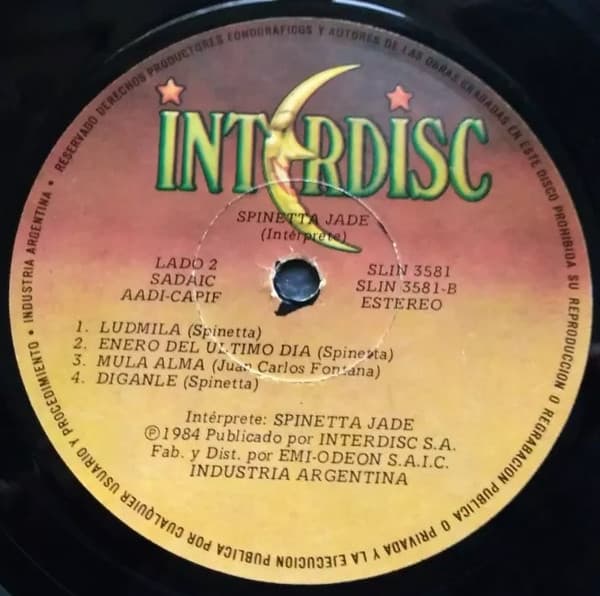 RESERVADO DERECHOS PRODUCTORES FONOGRAFICOS Y AUTORES DE LAS OBRAS GRABADAS EN ESTE DISCO PROHIBIDA SU REPRODUCCION O REGRABACION PUBLICA O PRIVADA Y LA EJECUCION PUBLICA POR CUALQUIER USUARIO Y PROCEDIMIENTO • INDUSTRIA ARGENTINA •
INTERDISC
SPINETTA JADE
(Intérprete)
LADO 2
SADAIC
AADI-CAPIF
SLIN 3581
SLIN 3581-B
ESTEREO
1. LUDMILA (Spinetta)
2. ENERO DEL ULTIMO DIA (Spinetta)
3. MULA ALMA (Juan Carlos Fontana)
4. DIGANLE (Spinetta)
Intérprete: SPINETTA JADE
Ⓟ1984 Publicado por INTERDISC S.A.
Fab. y Dist. por EMI-ODEON S.A.I.C.
INDUSTRIA ARGENTINA